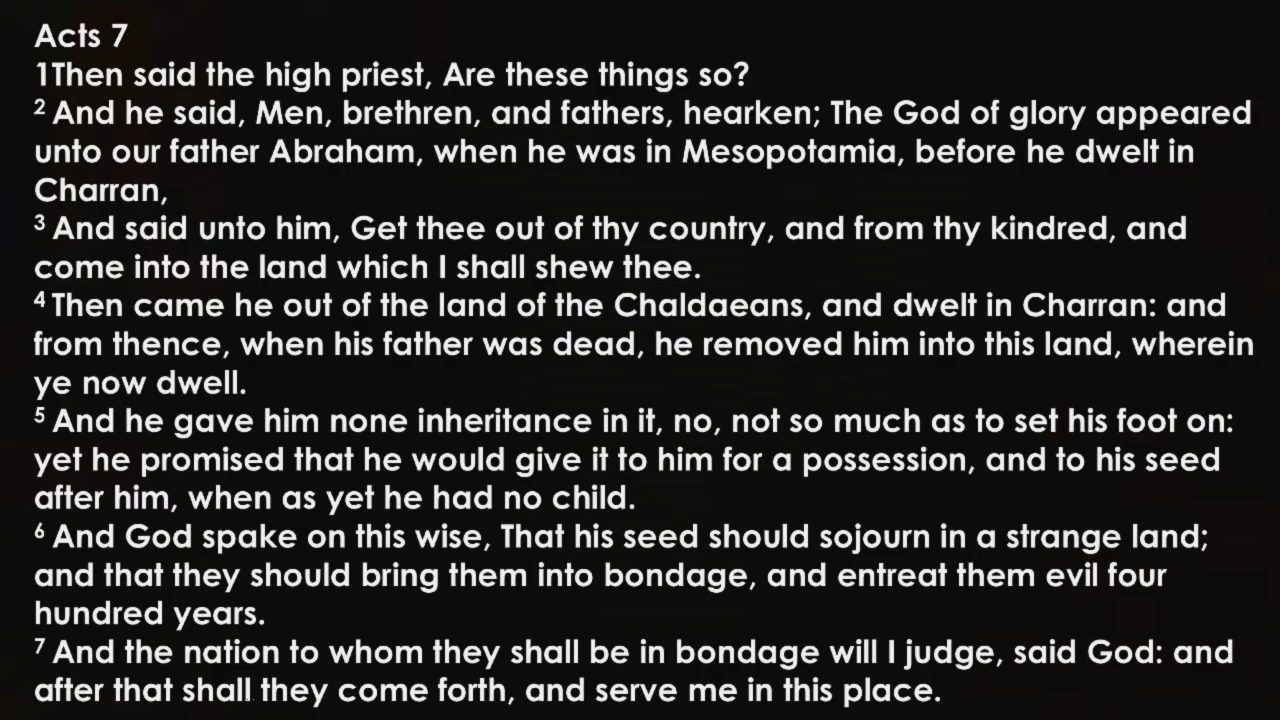 Acts 7
1Then said the high priest, Are these things so?
2 And he said, Men, brethren, and fathers, hearken; The God of glory appeared
unto our father Abraham, when he was in Mesopotamia, before he dwelt in
Charran,
3 And said unto him, Get thee out of thy country, and from thy kindred, and
come into the land which I shall shew thee.
4 Then came he out of the land of the Chaldaeans, and dwelt in Charran: and
from thence, when his father was dead, he removed him into this land, wherein
ye now dwell.
5 And he gave him none inheritance in it, no, not so much as to set his foot on:
yet he promised that he would give it to him for a possession, and to his seed
after him, when as yet he had no child.
6 And God spake on this wise, That his seed should sojourn in a strange land;
and that they should bring them into bondage, and entreat them evil four
hundred years.
7 And the nation to whom they shall be in bondage will I judge, said God: and
after that shall they come forth, and serve me in this place.